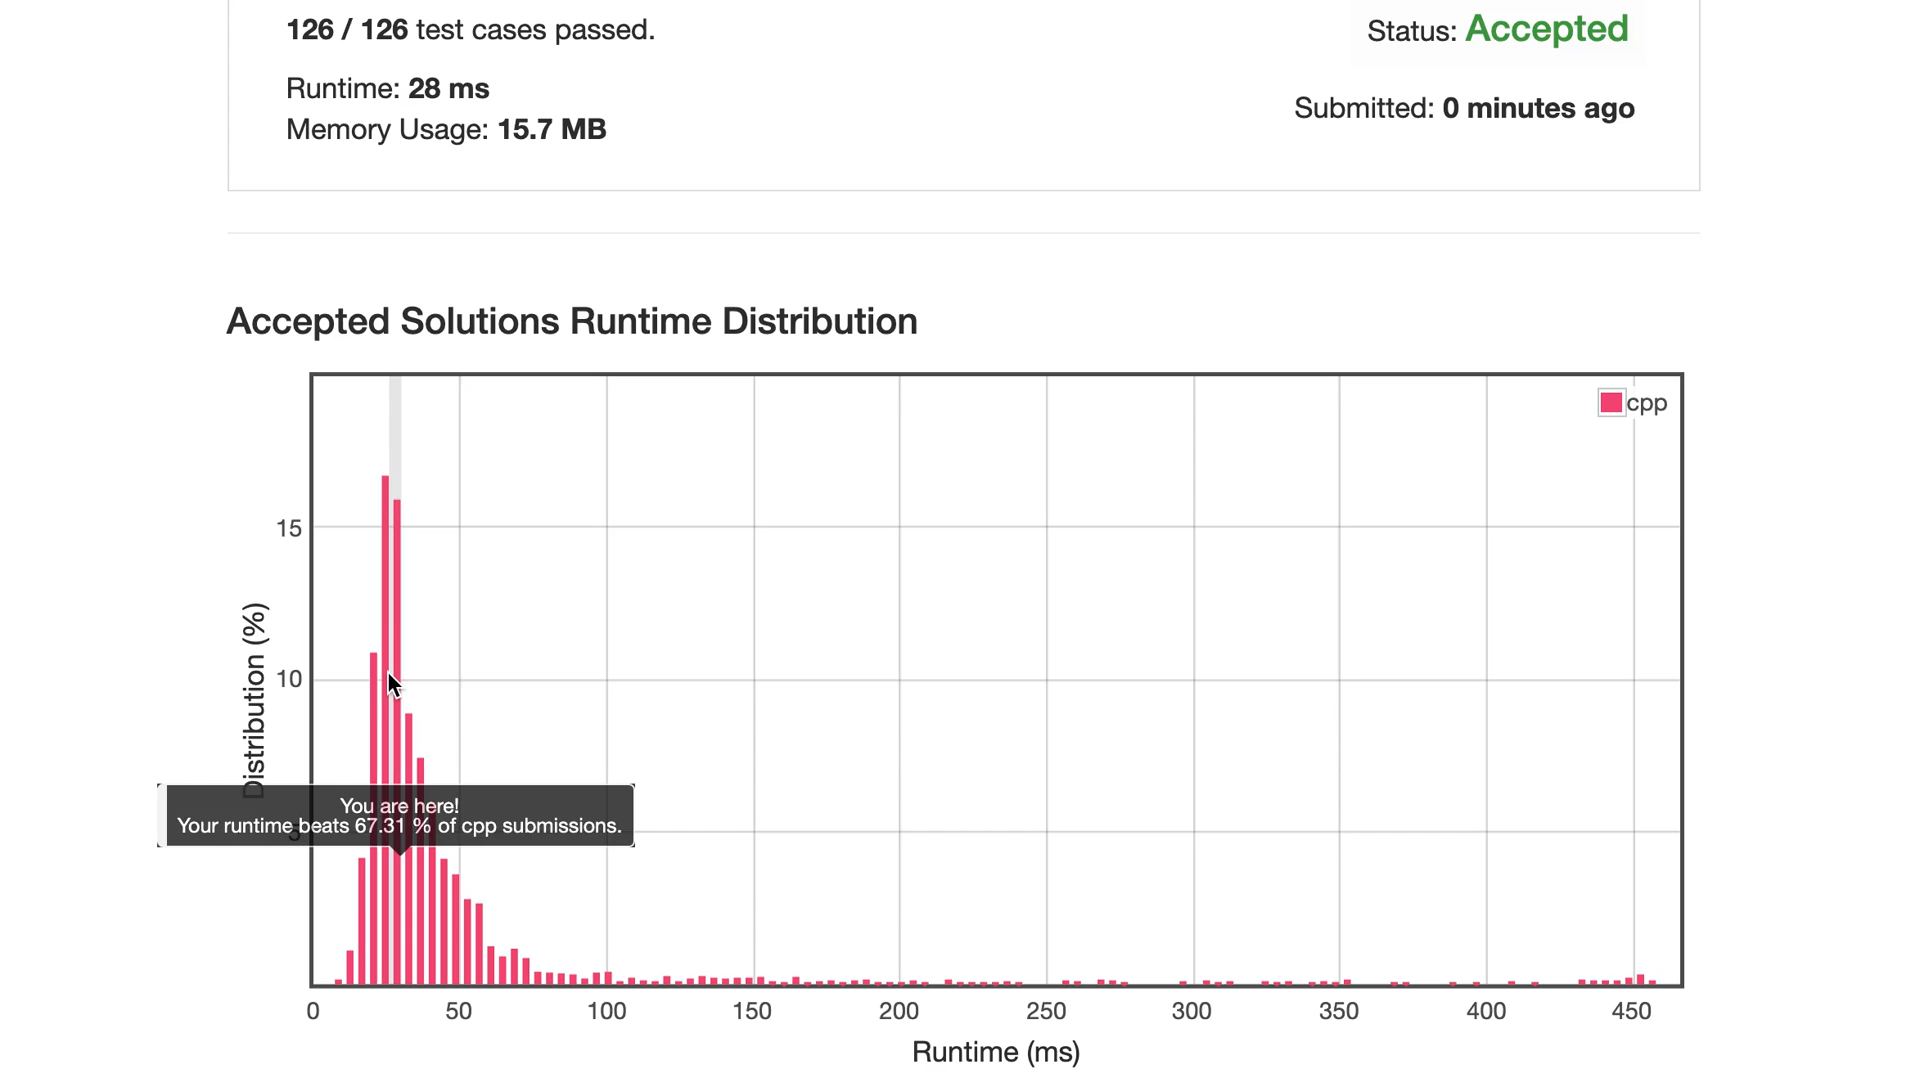 126 / 126 test cases passed.
Status: Accepted
Runtime: 28 ms
Memory Usage: 15.7 MB
Submitted: 0 minutes ago
Accepted Solutions Runtime Distribution
cpp
15
10
5
Distribution (%)
You are here!
Your runtime beats 67.31 % of cpp submissions.
0 50 100 150 200 250 300 350 400 450
Runtime (ms)